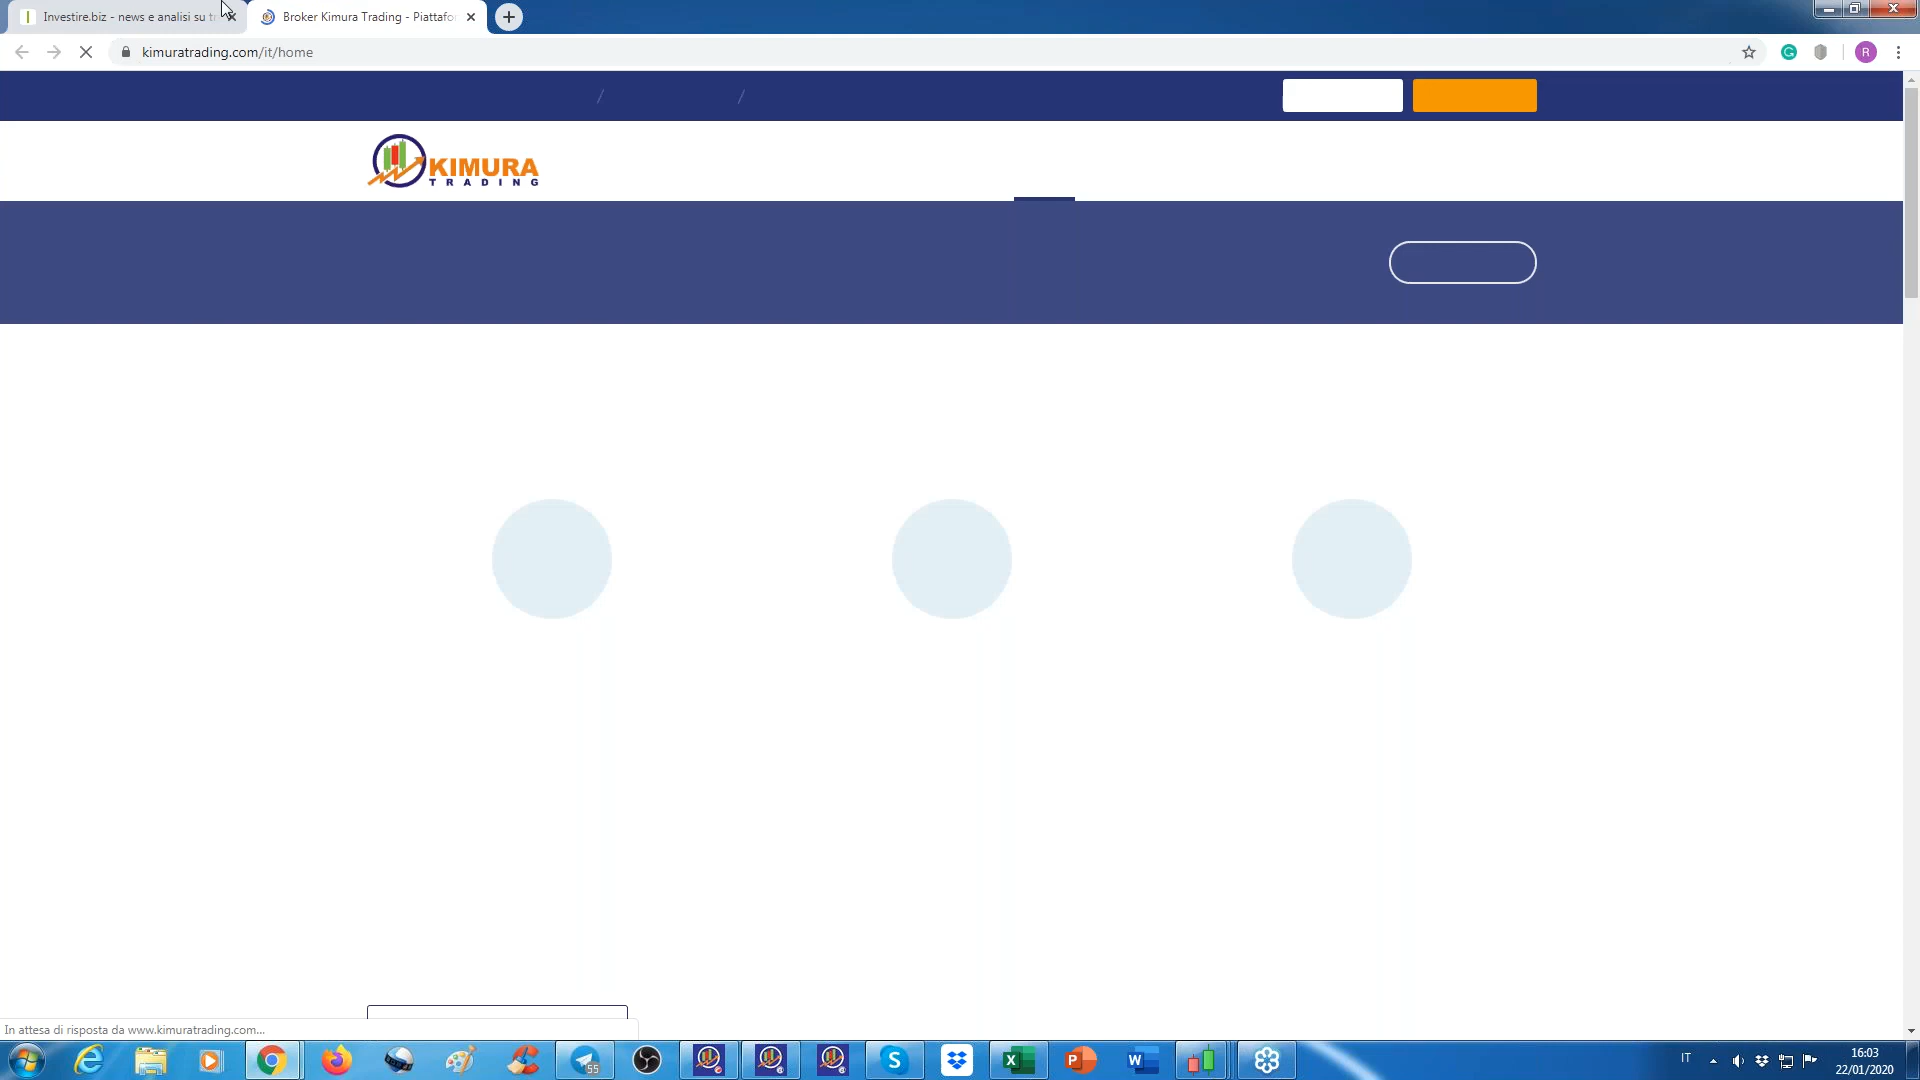 Investire.biz - news e analisi su t
Broker Kimura Trading - Piattafo
kimuratrading.com/it/home
R
KIMURA
TRADING
In attesa di risposta da www.kimuratrading.com...
55
IT
16:03
22/01/2020